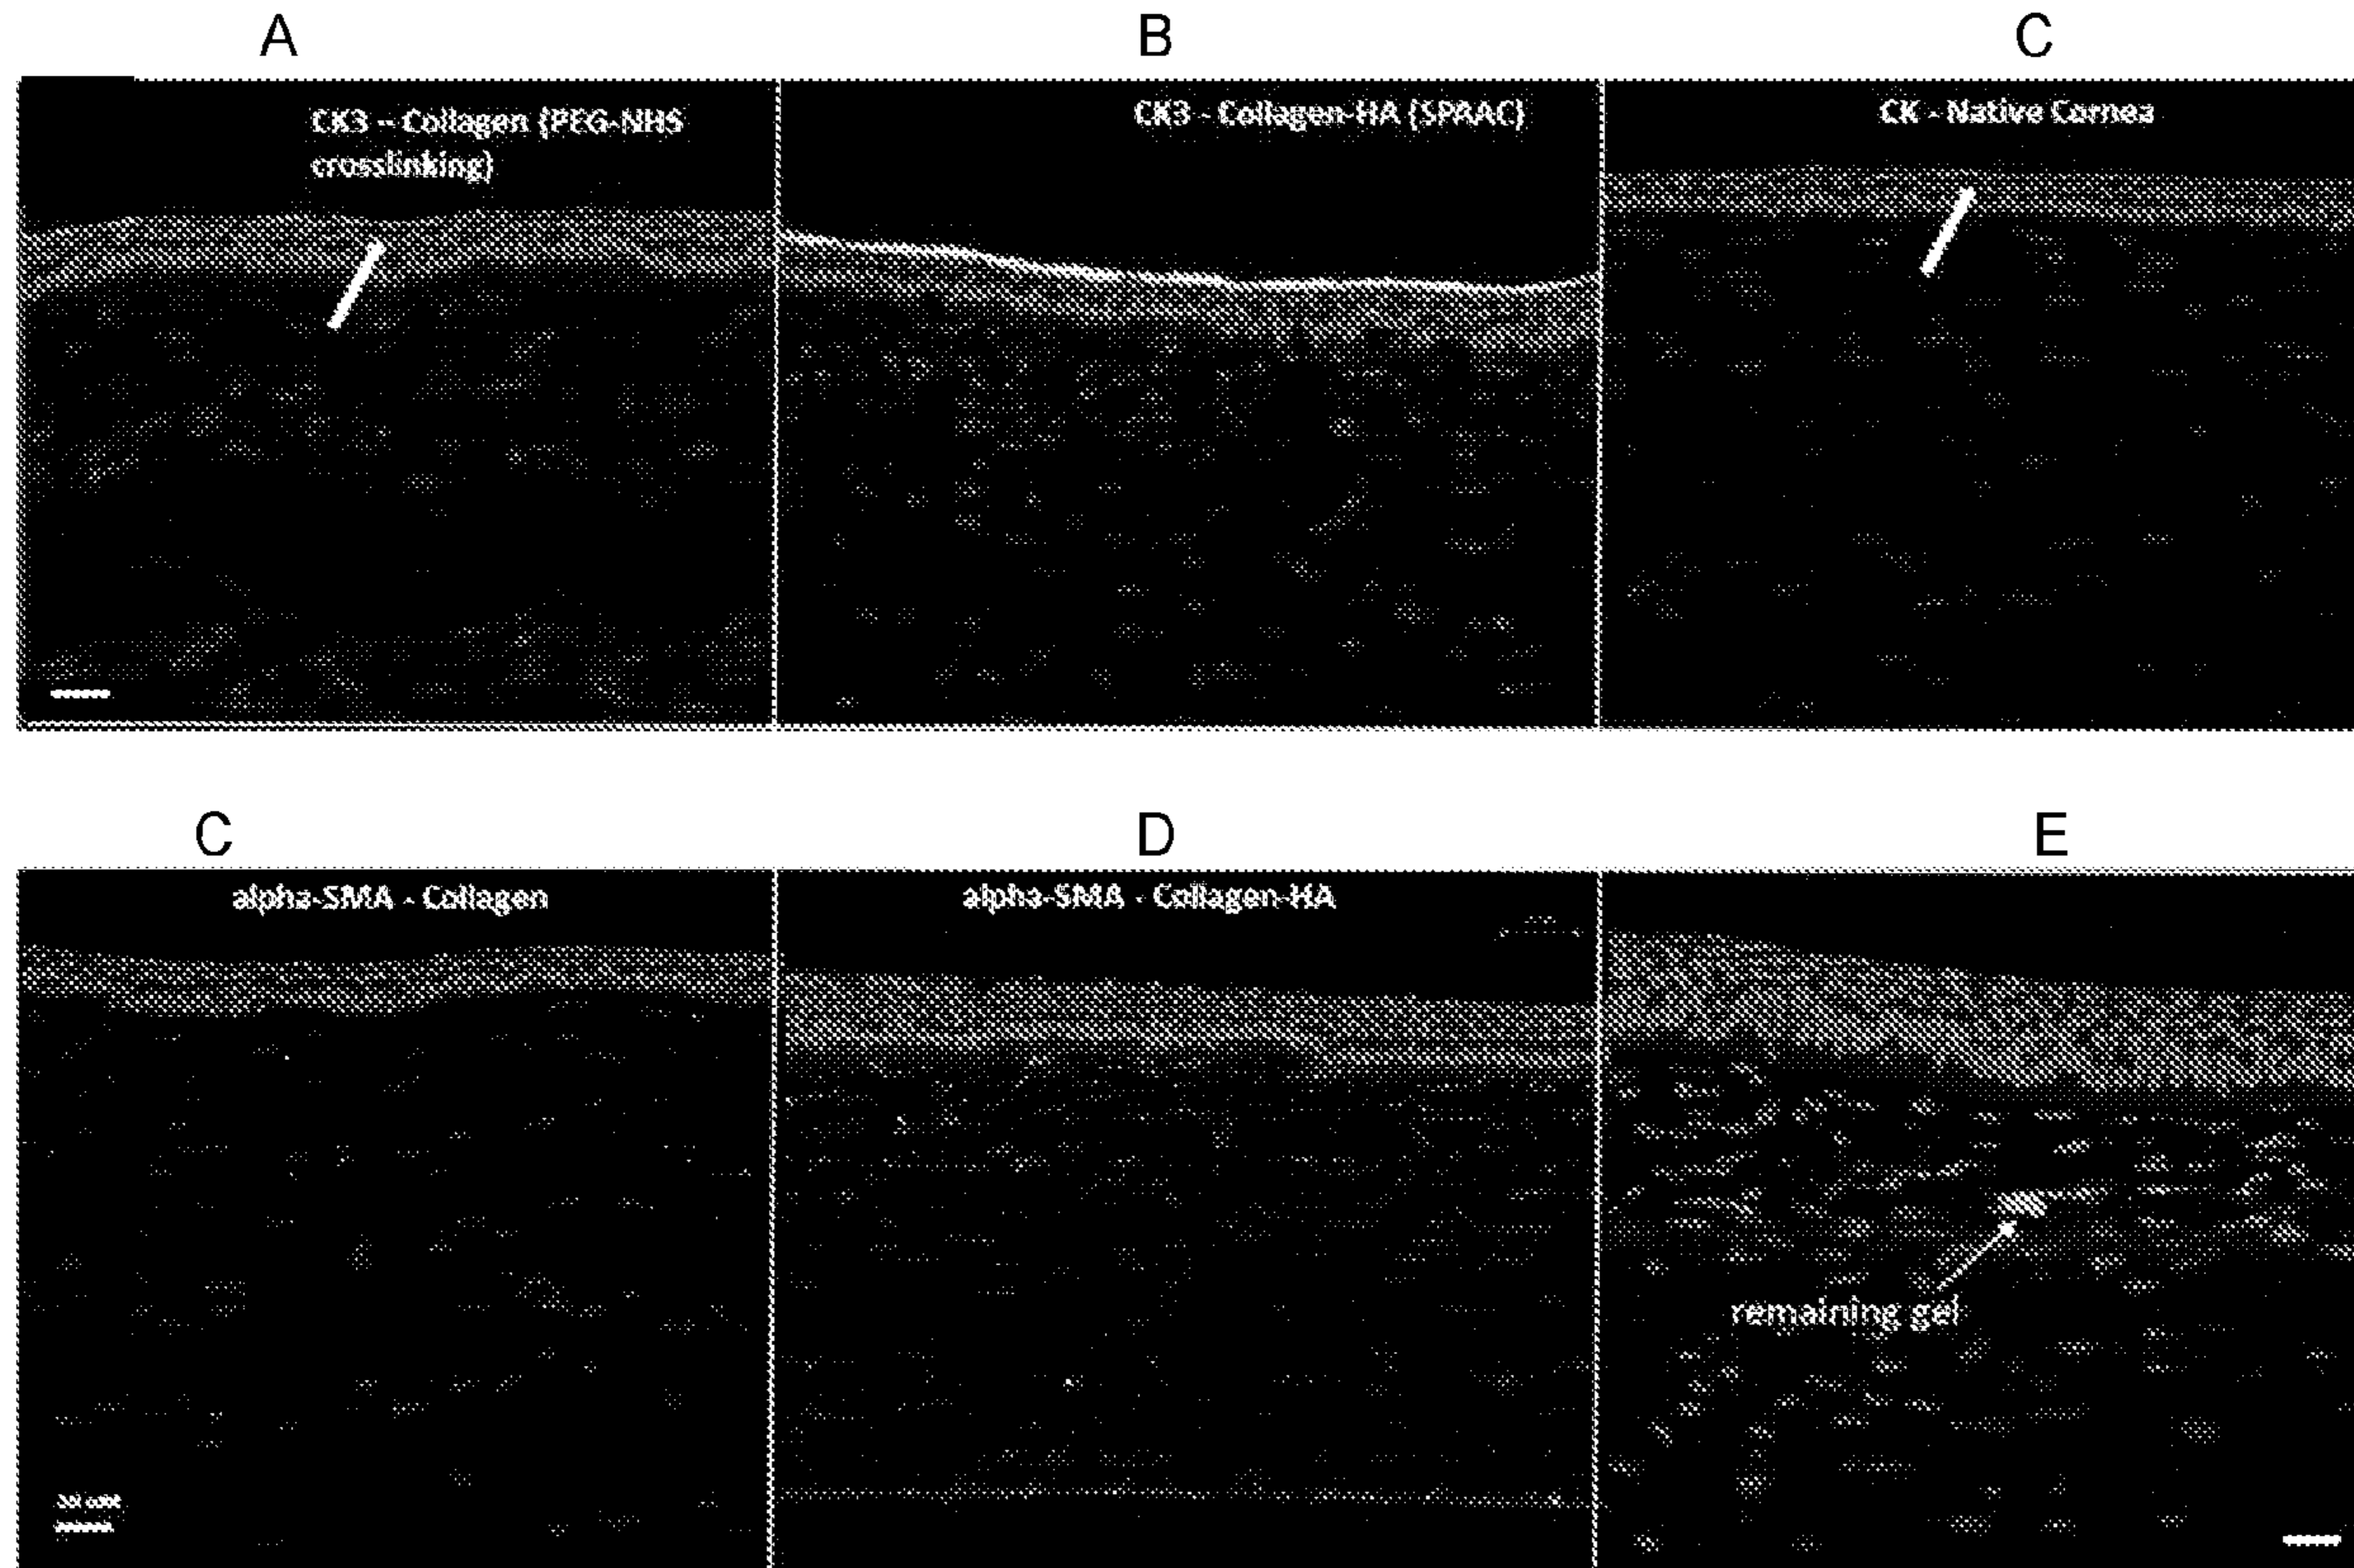 A
B
C
CK3 - Collagen (PEG-NHS
crosslinking)
CK3 - Collagen-HA (SPAAC)
CK - Native Cornea
C
D
E
alpha-SMA - Collagen
alpha-SMA - Collagen-HA
remaining gel